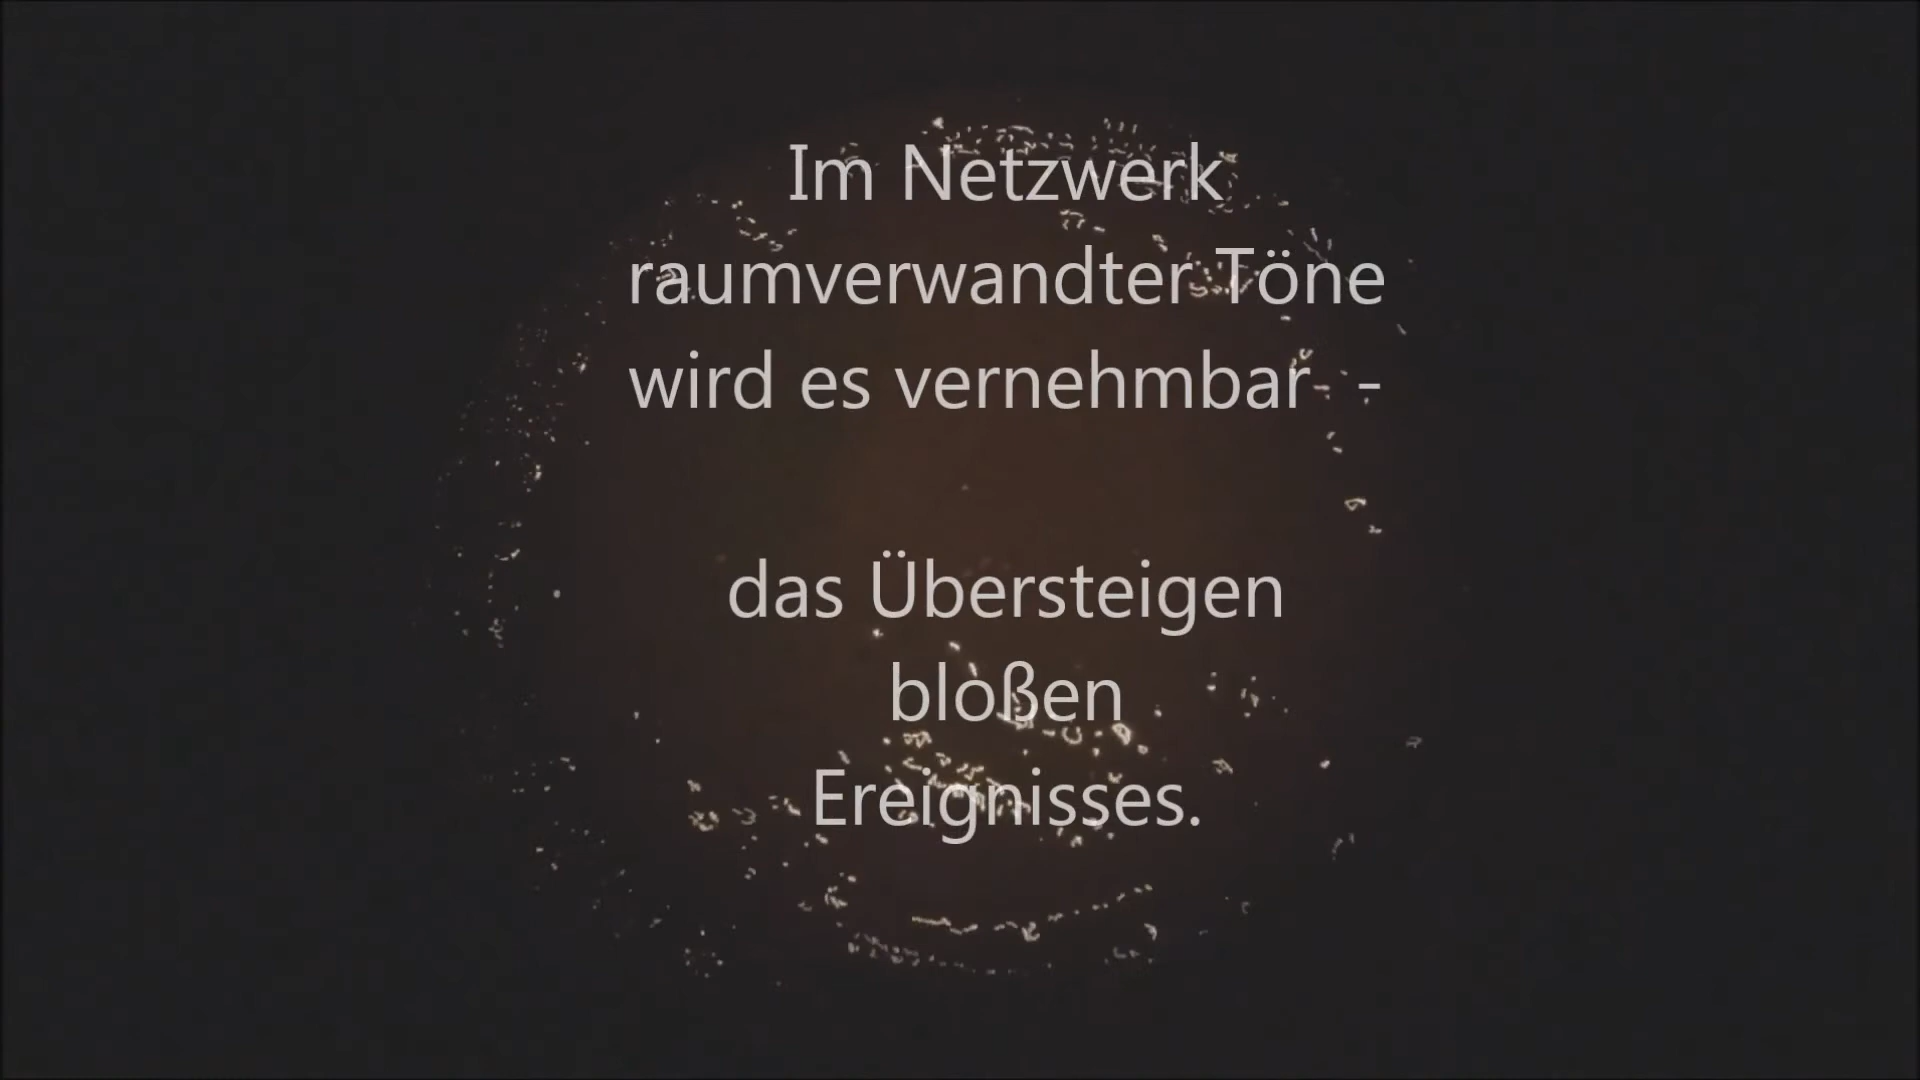 Im Netzwerk
raumverwandter Töne
wird es vernehmbar -
das Übersteigen
bloßen
Ereignisses.